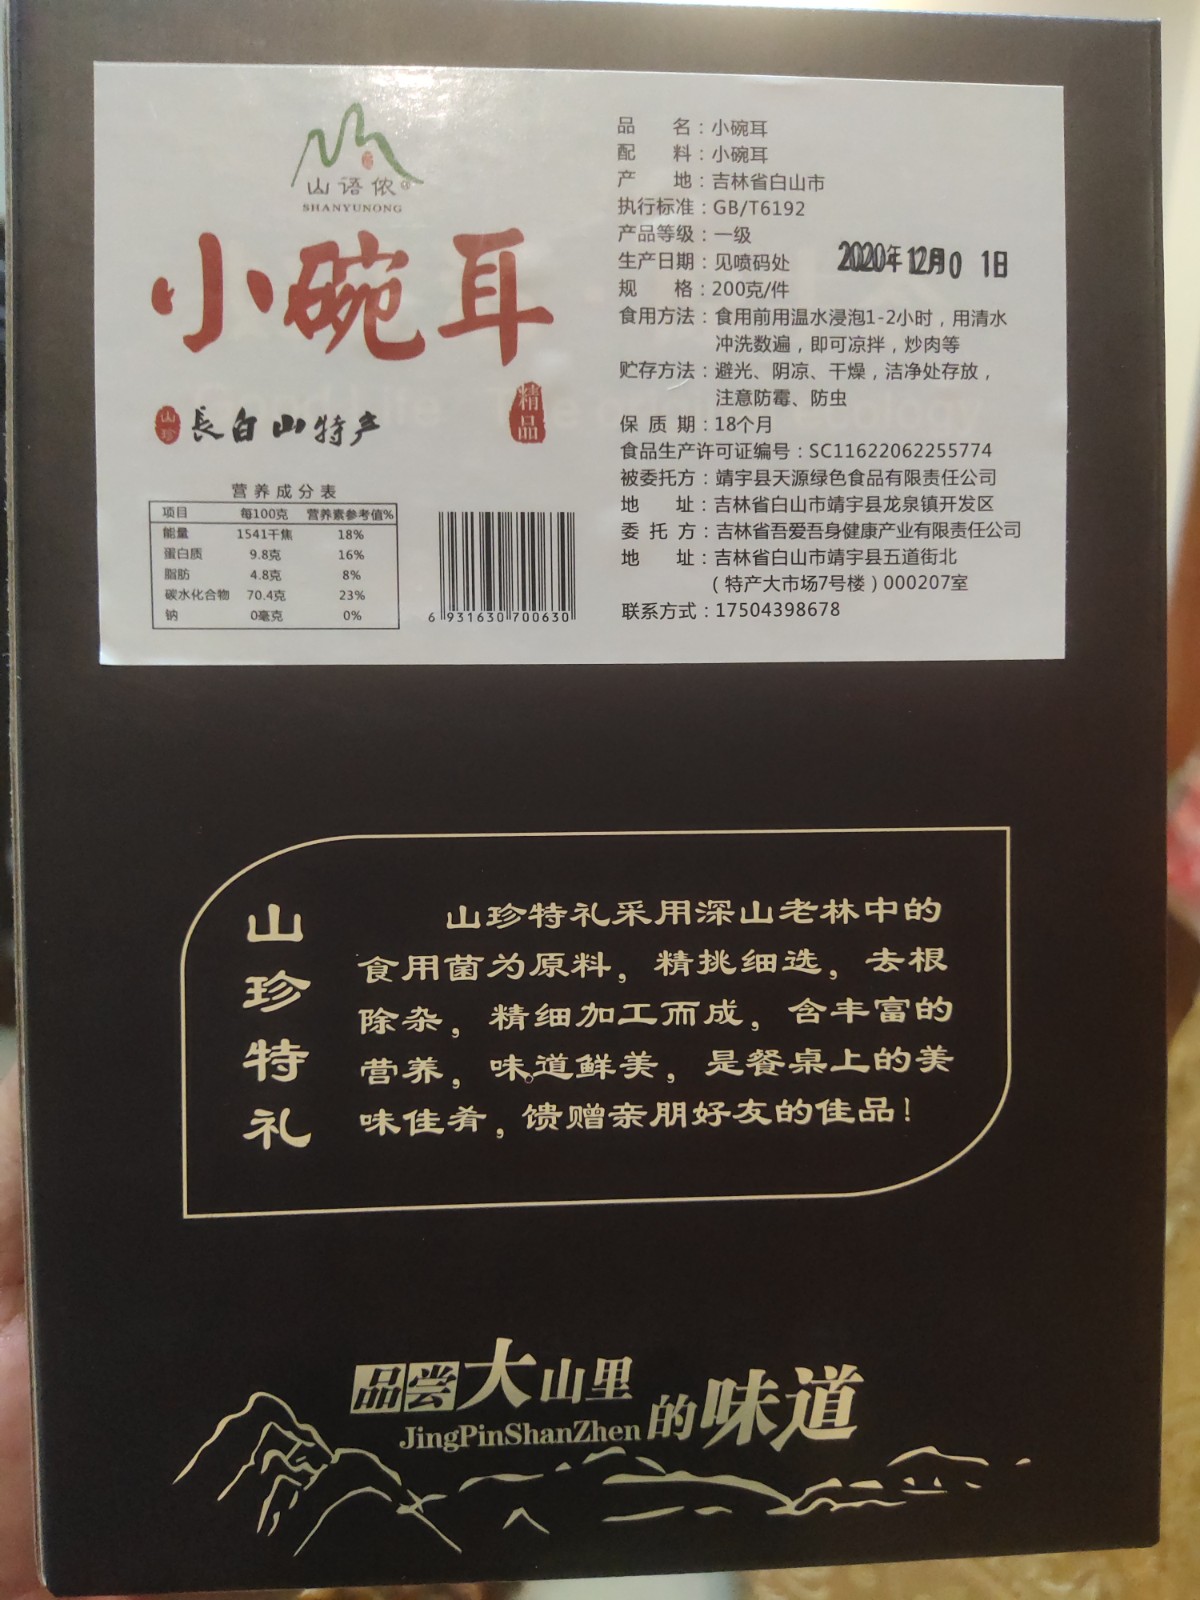 山语侬
SHANYUNONG
小碗耳
山珍
長白山特产
精品
营养成分表
项目 每100克 营养素参考值%
能量 1541千焦 18%
蛋白质 9.8克 16%
脂肪 4.8克 8%
碳水化合物 70.4克 23%
钠 0毫克 0%
6 931630 700630
品 名：小碗耳
配 料：小碗耳
产 地：吉林省白山市
执行标准：GB/T6192
产品等级：一级
生产日期：见喷码处 2020年12月01日
规 格：200克/件
食用方法：食用前用温水浸泡1-2小时，用清水
冲洗数遍，即可凉拌，炒肉等
贮存方法：避光、阴凉、干燥，洁净处存放，
注意防霉、防虫
保 质 期：18个月
食品生产许可证编号：SC11622062255774
被委托方：靖宇县天源绿色食品有限责任公司
地 址：吉林省白山市靖宇县龙泉镇开发区
委 托 方：吉林省吾爱吾身健康产业有限责任公司
地 址：吉林省白山市靖宇县五道街北
（特产大市场7号楼）000207室
联系方式：17504398678
山珍特礼
山珍特礼采用深山老林中的
食用菌为原料，精挑细选，去根
除杂，精细加工而成，含丰富的
营养，味道鲜美，是餐桌上的美
味佳肴，馈赠亲朋好友的佳品！
品尝大山里的味道
JingPinShanZhen